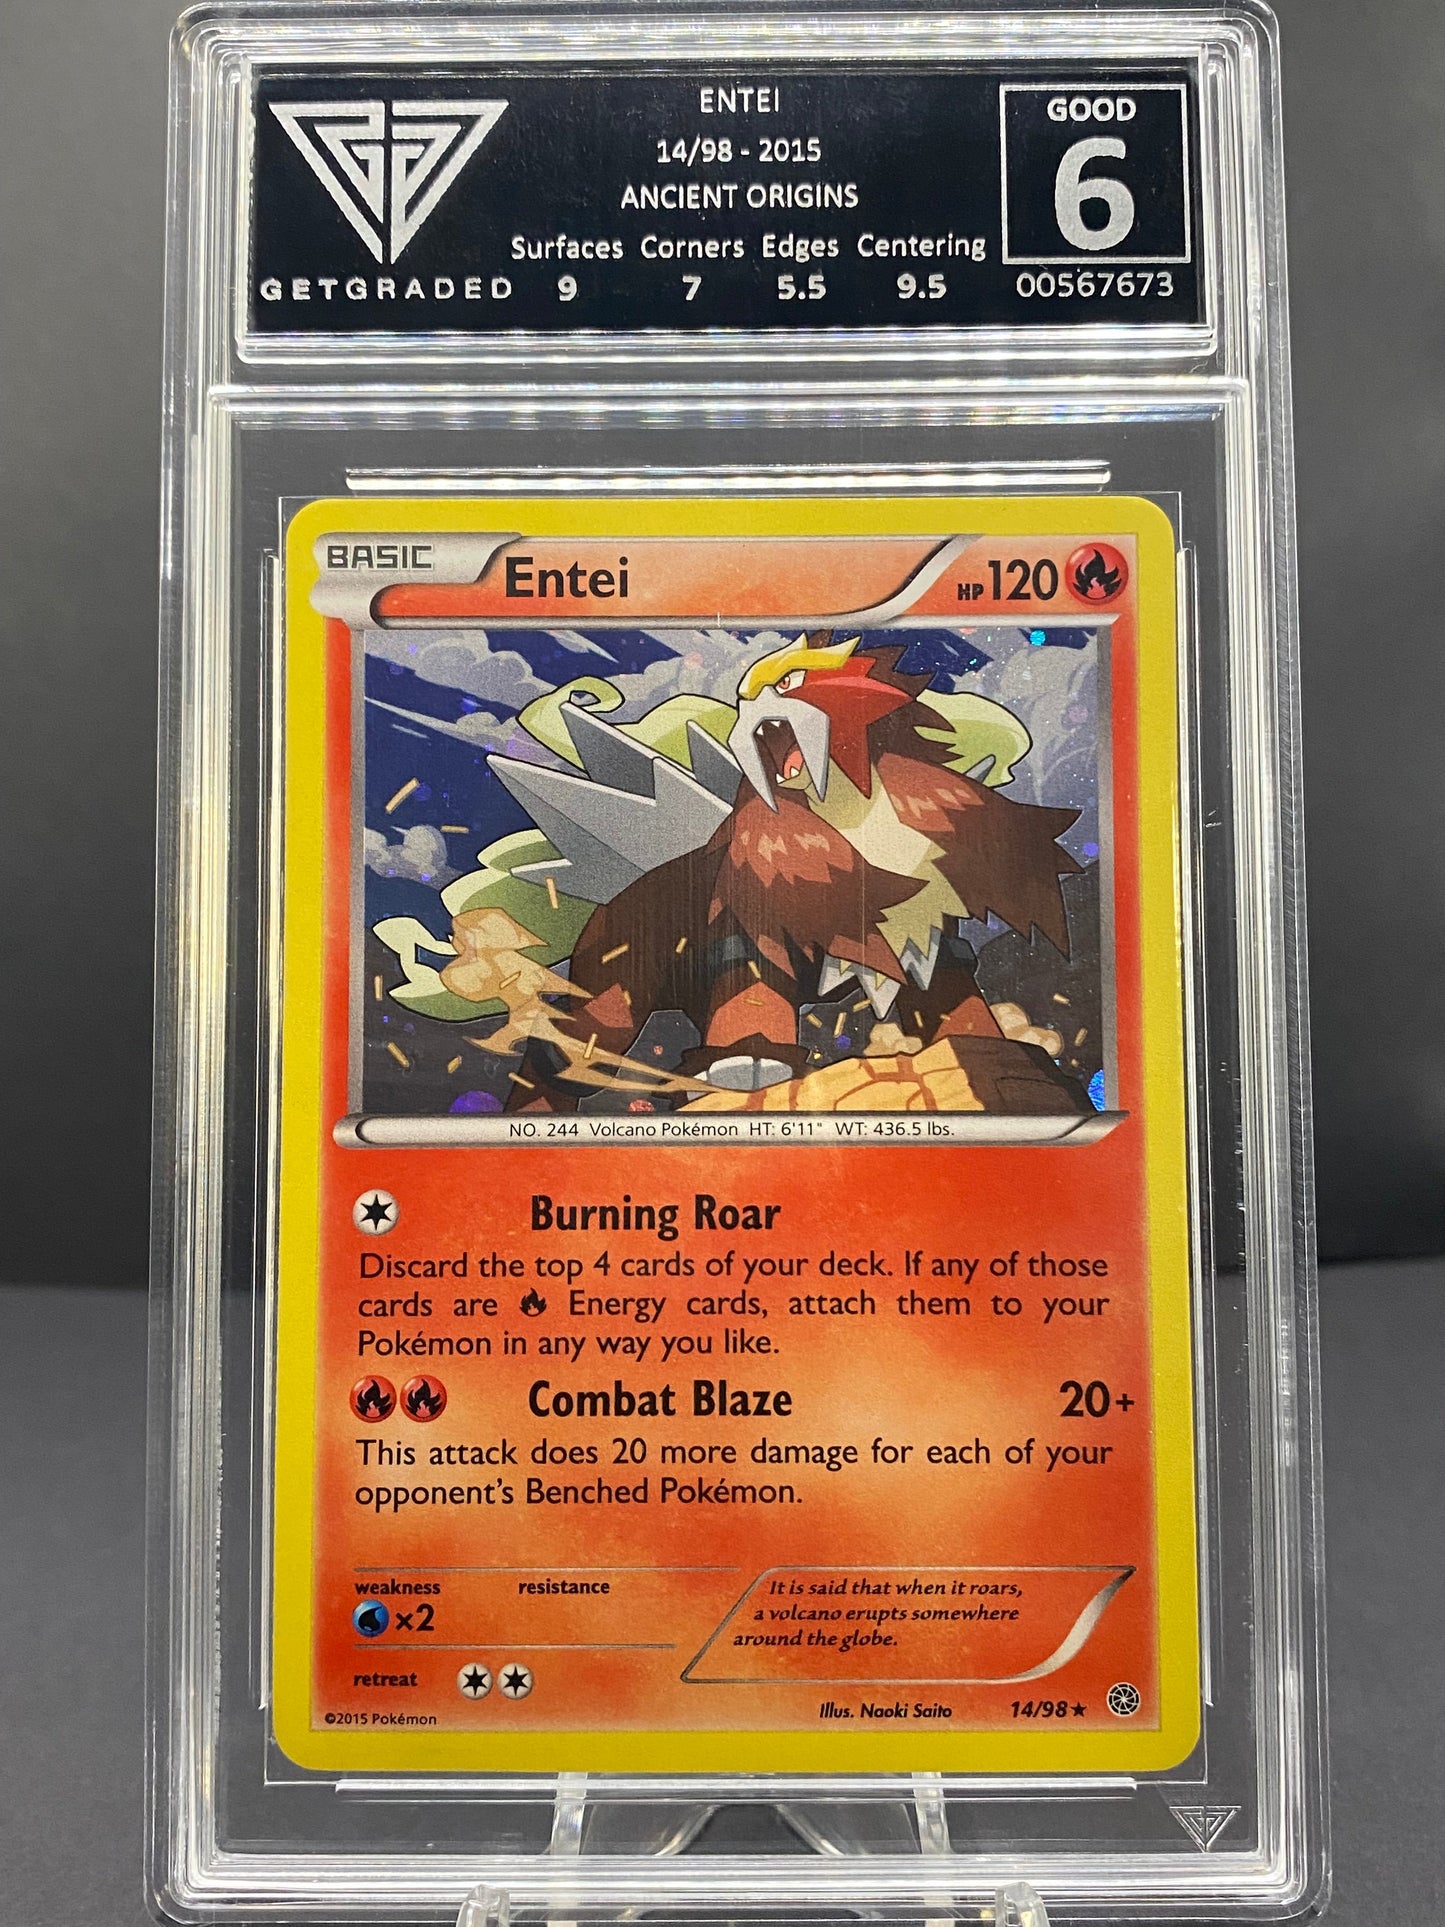 ENTEI
14/98 - 2015
ANCIENT ORIGINS
Surfaces Corners Edges Centering
GETGRADED 9 7 5.5 9.5
GOOD
6
00567673
BASIC Entei HP 120
NO. 244 Volcano Pokémon HT: 6'11" WT: 436.5 lbs.
Burning Roar
Discard the top 4 cards of your deck. If any of those
cards are Energy cards, attach them to your
Pokémon in any way you like.
Combat Blaze 20+
This attack does 20 more damage for each of your
opponent's Benched Pokémon.
weakness resistance
×2
retreat
It is said that when it roars,
a volcano erupts somewhere
around the globe.
©2015 Pokémon Illus. Naoki Saito 14/98 ★